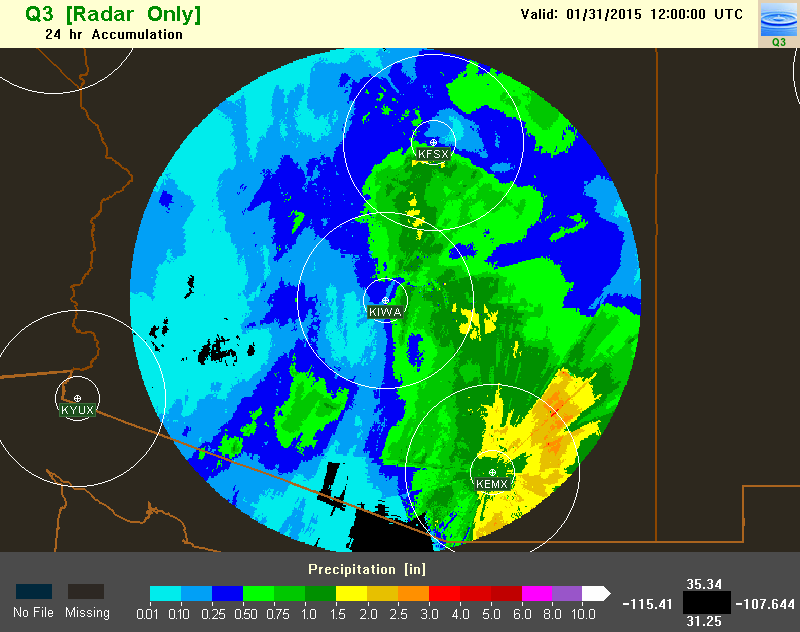 Q3 [Radar Only]
24 hr Accumulation
Valid: 01/31/2015 12:00:00 UTC
Q3
KFSX
KIWA
KYUX
KEMX
Precipitation [in]
No File
Missing
0.01 0.10 0.25 0.50 0.75 1.0 1.5 2.0 2.5 3.0 4.0 5.0 6.0 8.0 10.0
35.34
-115.41
-107.644
31.25